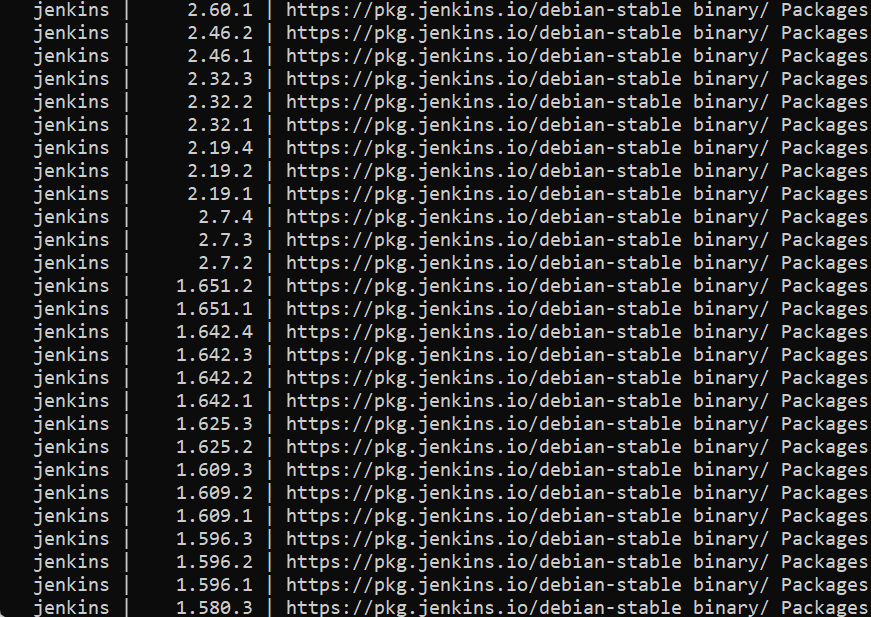 jenkins |     2.60.1 | https://pkg.jenkins.io/debian-stable binary/ Packages
jenkins |     2.46.2 | https://pkg.jenkins.io/debian-stable binary/ Packages
jenkins |     2.46.1 | https://pkg.jenkins.io/debian-stable binary/ Packages
jenkins |     2.32.3 | https://pkg.jenkins.io/debian-stable binary/ Packages
jenkins |     2.32.2 | https://pkg.jenkins.io/debian-stable binary/ Packages
jenkins |     2.32.1 | https://pkg.jenkins.io/debian-stable binary/ Packages
jenkins |     2.19.4 | https://pkg.jenkins.io/debian-stable binary/ Packages
jenkins |     2.19.2 | https://pkg.jenkins.io/debian-stable binary/ Packages
jenkins |     2.19.1 | https://pkg.jenkins.io/debian-stable binary/ Packages
jenkins |      2.7.4 | https://pkg.jenkins.io/debian-stable binary/ Packages
jenkins |      2.7.3 | https://pkg.jenkins.io/debian-stable binary/ Packages
jenkins |      2.7.2 | https://pkg.jenkins.io/debian-stable binary/ Packages
jenkins |    1.651.2 | https://pkg.jenkins.io/debian-stable binary/ Packages
jenkins |    1.651.1 | https://pkg.jenkins.io/debian-stable binary/ Packages
jenkins |    1.642.4 | https://pkg.jenkins.io/debian-stable binary/ Packages
jenkins |    1.642.3 | https://pkg.jenkins.io/debian-stable binary/ Packages
jenkins |    1.642.2 | https://pkg.jenkins.io/debian-stable binary/ Packages
jenkins |    1.642.1 | https://pkg.jenkins.io/debian-stable binary/ Packages
jenkins |    1.625.3 | https://pkg.jenkins.io/debian-stable binary/ Packages
jenkins |    1.625.2 | https://pkg.jenkins.io/debian-stable binary/ Packages
jenkins |    1.609.3 | https://pkg.jenkins.io/debian-stable binary/ Packages
jenkins |    1.609.2 | https://pkg.jenkins.io/debian-stable binary/ Packages
jenkins |    1.609.1 | https://pkg.jenkins.io/debian-stable binary/ Packages
jenkins |    1.596.3 | https://pkg.jenkins.io/debian-stable binary/ Packages
jenkins |    1.596.2 | https://pkg.jenkins.io/debian-stable binary/ Packages
jenkins |    1.596.1 | https://pkg.jenkins.io/debian-stable binary/ Packages
jenkins |    1.580.3 | https://pkg.jenkins.io/debian-stable binary/ Packages